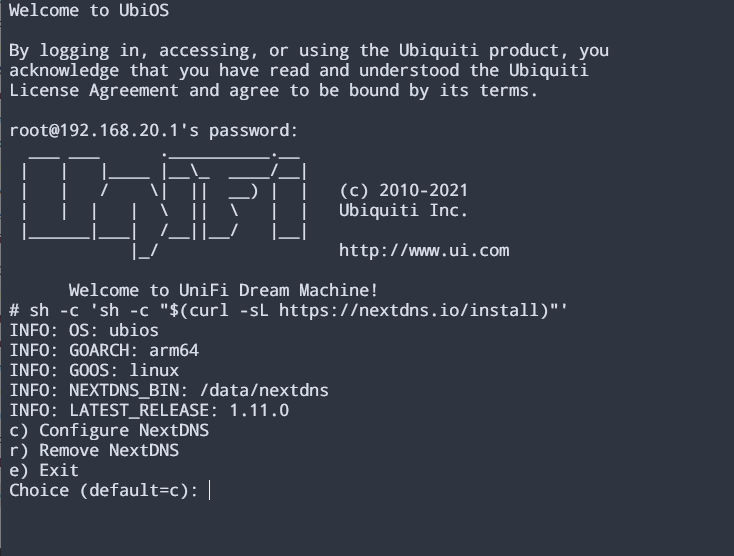 Welcome to UbiOS

By logging in, accessing, or using the Ubiquiti product, you
acknowledge that you have read and understood the Ubiquiti
License Agreement and agree to be bound by its terms.

root@192.168.20.1's password:
UniFi
(c) 2010-2021
Ubiquiti Inc.
http://www.ui.com

Welcome to UniFi Dream Machine!
# sh -c 'sh -c "$(curl -sL https://nextdns.io/install)"'
INFO: OS: ubios
INFO: GOARCH: arm64
INFO: GOOS: linux
INFO: NEXTDNS_BIN: /data/nextdns
INFO: LATEST_RELEASE: 1.11.0
c) Configure NextDNS
r) Remove NextDNS
e) Exit
Choice (default=c):